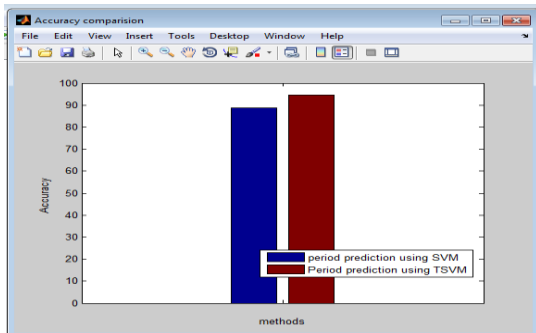 Accuracy comparision
File Edit View Insert Tools Desktop Window Help
100
90
80
70
60
50
40
30
20
10
0
Accuracy
period prediction using SVM
Period prediction using TSVM
methods